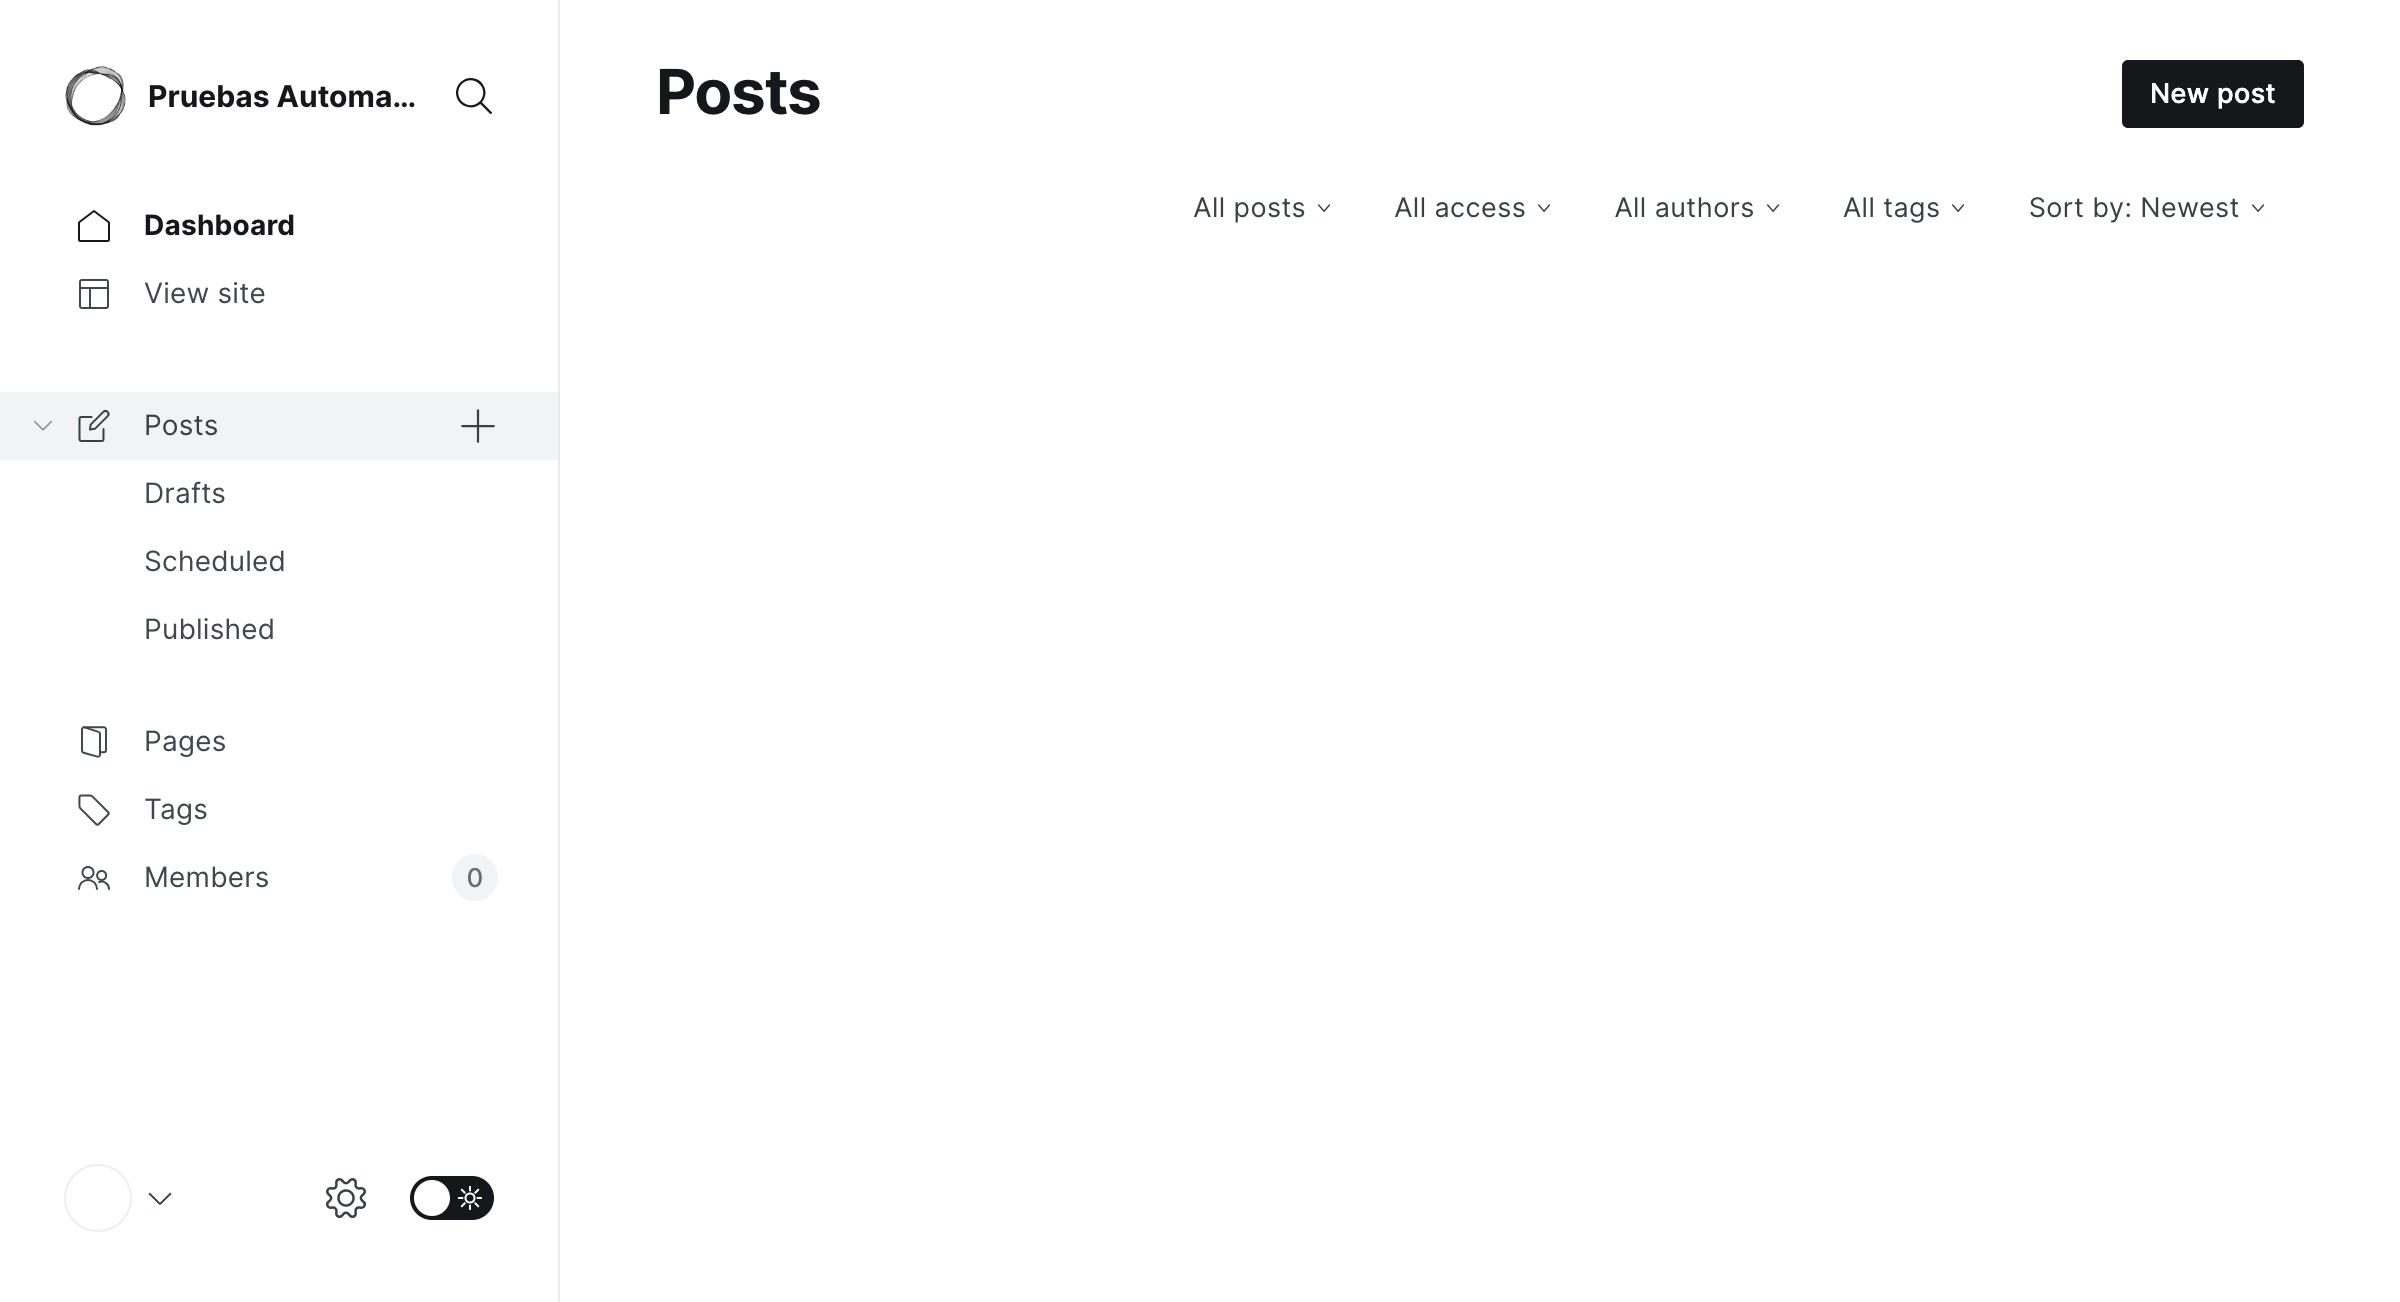 Pruebas Automa...
Dashboard
View site
Posts
Drafts
Scheduled
Published
Pages
Tags
Members 0
Posts
New post
All posts All access All authors All tags Sort by: Newest